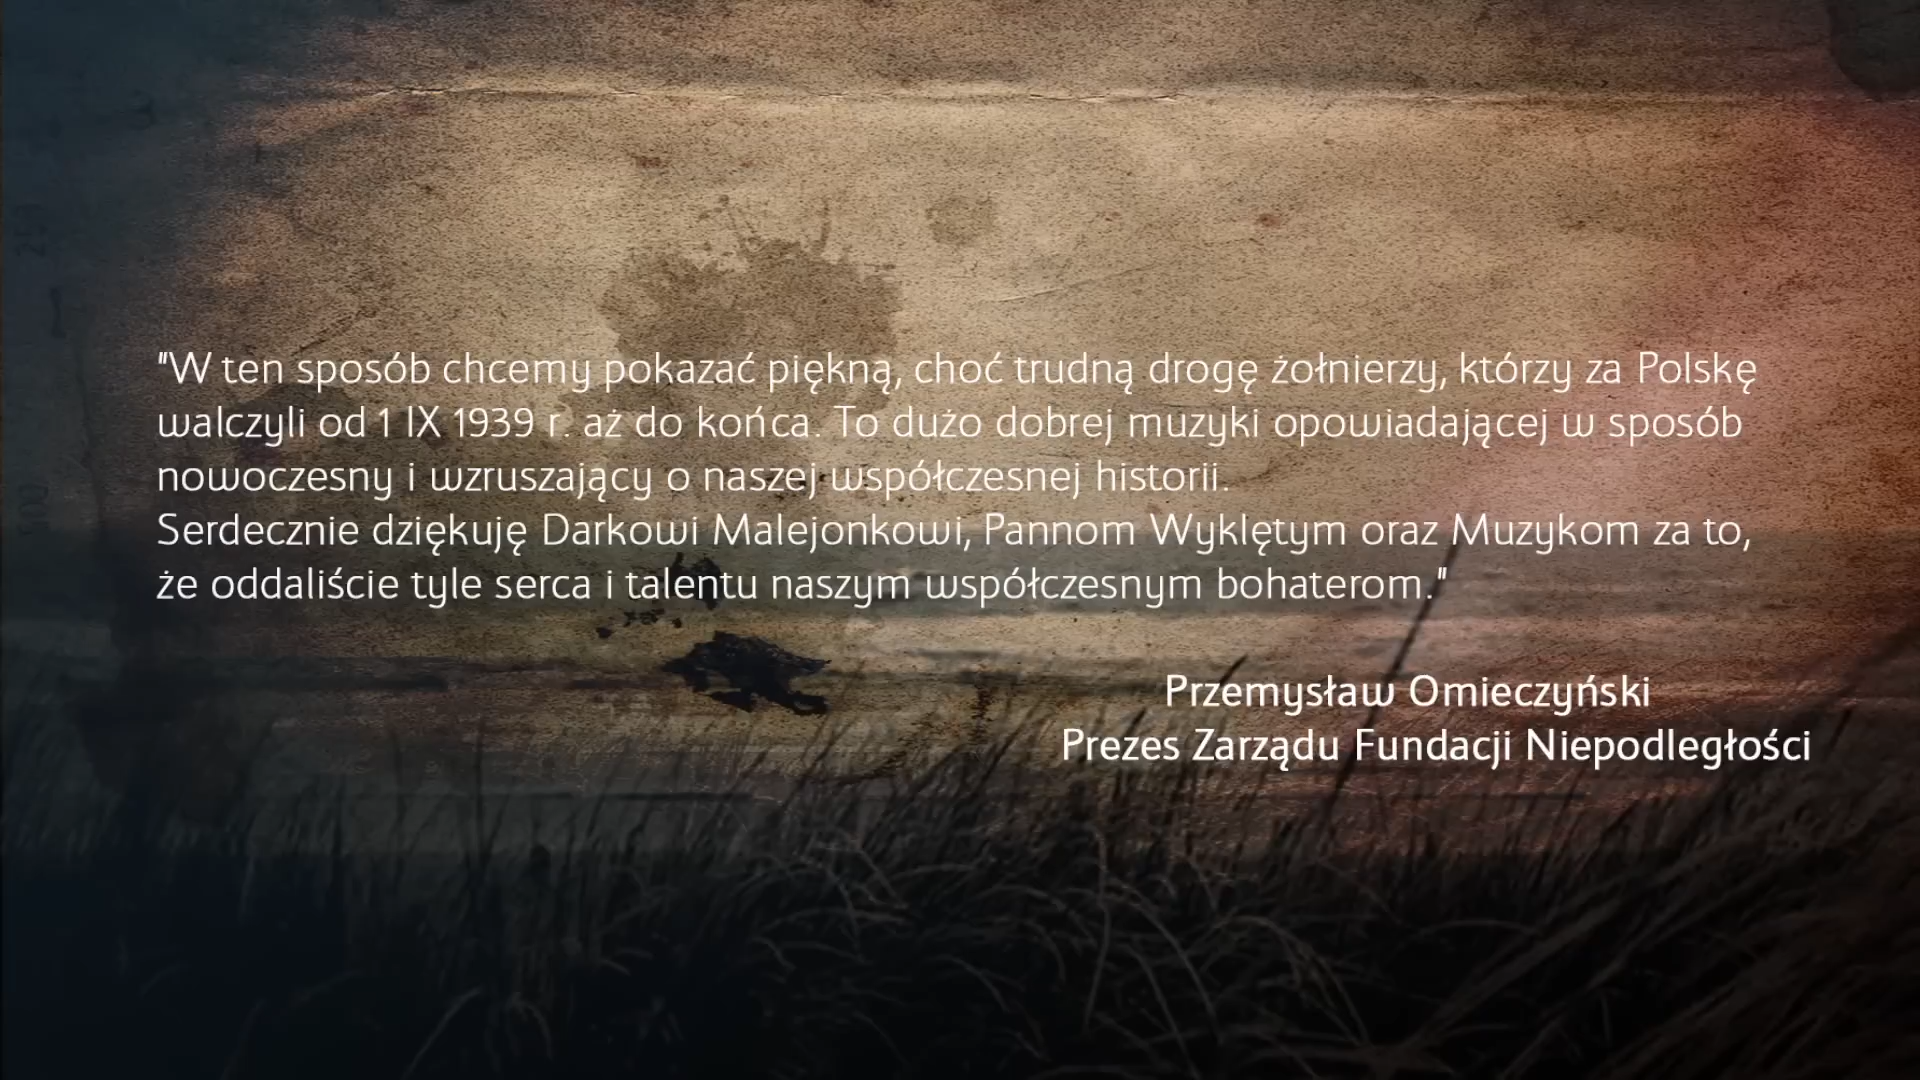 "W ten sposób chcemy pokazać piękną, choć trudną drogę żołnierzy, którzy za Polskę
walczyli od 1 IX 1939 r. aż do końca. To dużo dobrej muzyki opowiadającej w sposób
nowoczesny i wzruszający o naszej współczesnej historii.
Serdecznie dziękuję Darkowi Malejonkowi, Pannom Wyklętym oraz Muzykom za to,
że oddaliście tyle serca i talentu naszym współczesnym bohaterom."
Przemysław Omieczyński
Prezes Zarządu Fundacji Niepodległości